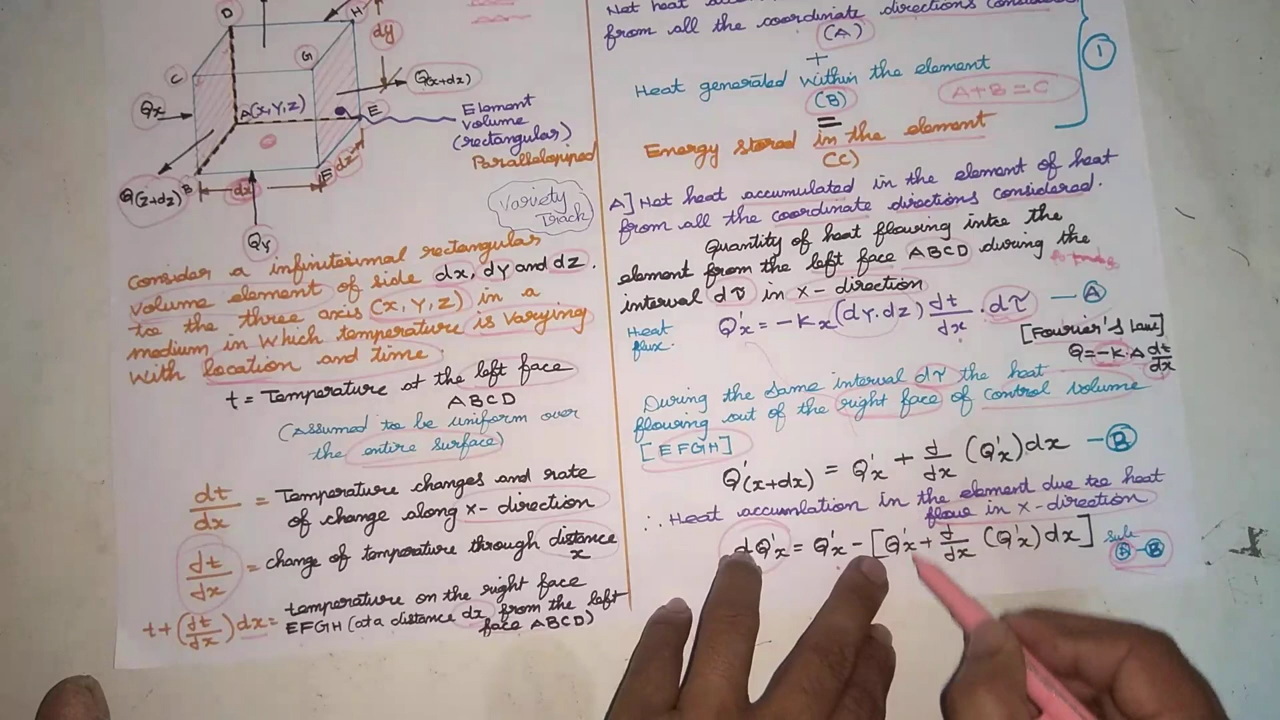 D
H
dy
G
C
Q(x+dx)
Qx
A(x,y,z)
E
Element
volume
(rectangular)
Parallelopped
dz
Q(z+dz)
B
dx
F
Variety
Track
Qy
Consider a infinitesimal rectangular
volume element of side dx, dy and dz.
to the three axis (x, y, z) in a
medium in which temperature is varying
with location and time.
t = Temperature at the left face
ABCD
(Assumed to be uniform over
the entire surface)
dt/dx = Temperature changes and rate
of change along x-direction
dt/dx = change of temperature through distance
x
t+(dt/dx)dx = temperature on the right face
EFGH (at a distance dx from the left
face ABCD)
Net heat
from all the coordinate directions
(A)
+
Heat generated within the element
(B)
A+B=C
1
=
Energy stored in the element
(C)
A] Net heat accumulated in the element of heat
from all the coordinate directions considered.
Quantity of heat flowing intee the
element from the left face ABCD during the
interval dτ in x-direction
Heat
flux.
Q'x = -Kx (dy.dz) dt/dx . dτ — A
[Fourier's Law]
Q=-K.A dt/dx
During the same interval dτ the heat
flowing out of the right face of control volume
[EFGH]
Q'(x+dx) = Q'x + d/dx (Q'x)dx — B
∴ Heat accumlation in the element due toe heat
flow in x-direction
dQ'x = Q'x - [Q'x + d/dx (Q'x)dx] sub
A-B